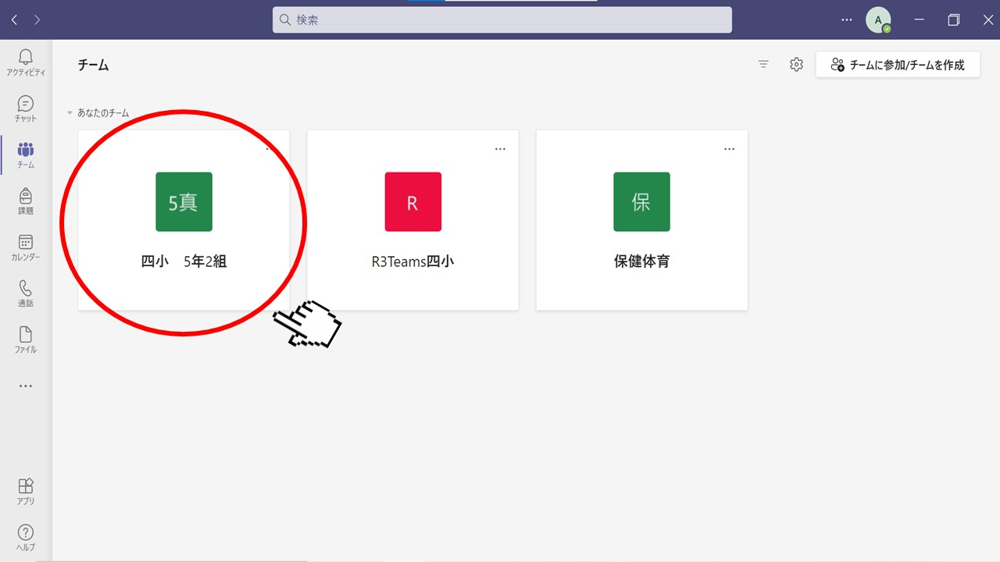 検索
A
アクティビティ
チャット
チーム
課題
カレンダー
通話
ファイル
アプリ
ヘルプ
チーム
チームに参加/チームを作成
あなたのチーム
5真
四小　5年2組
R
R3Teams四小
保
保健体育